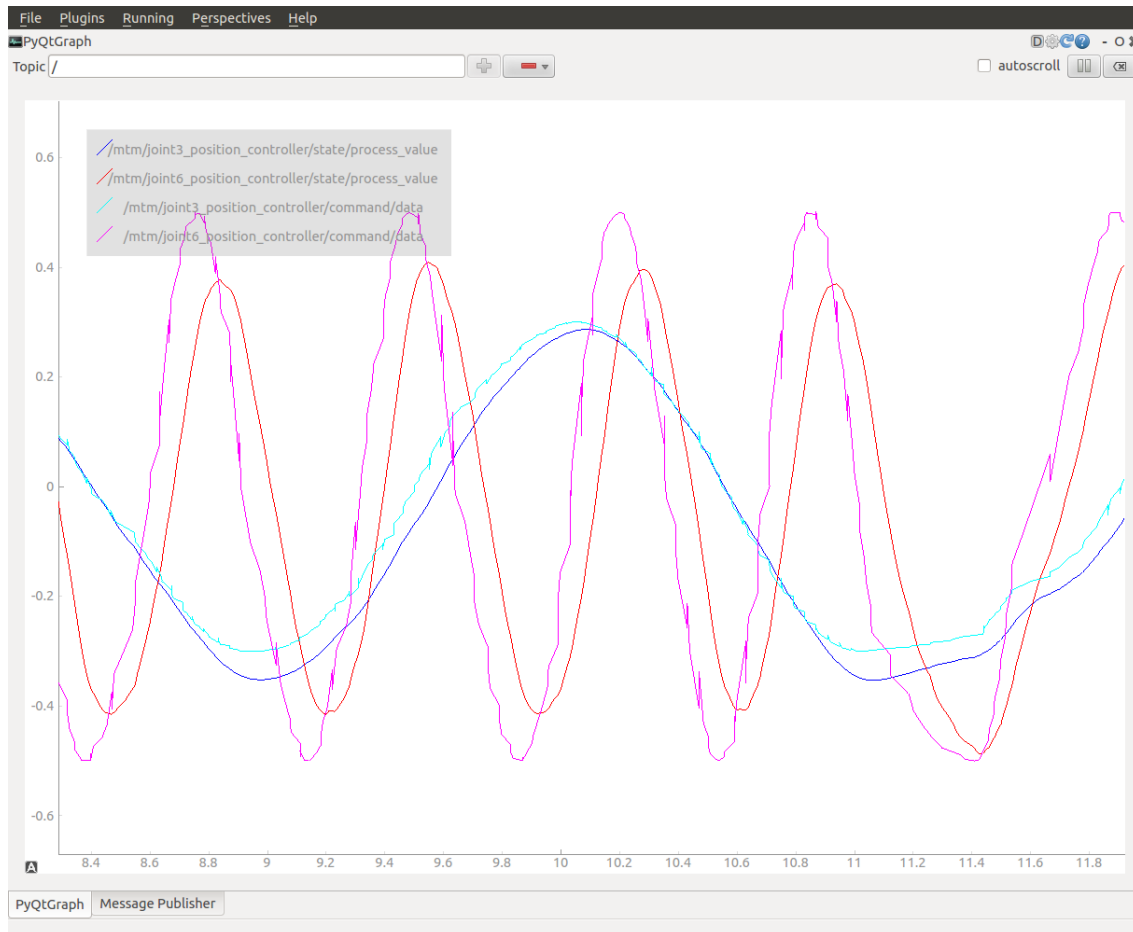 File Plugins Running Perspectives Help
PyQtGraph D ? - O
Topic / autoscroll
0.6
0.4
0.2
0
-0.2
-0.4
-0.6
/mtm/joint3_position_controller/state/process_value
/mtm/joint6_position_controller/state/process_value
/mtm/joint3_position_controller/command/data
/mtm/joint6_position_controller/command/data
A
8.4 8.6 8.8 9 9.2 9.4 9.6 9.8 10 10.2 10.4 10.6 10.8 11 11.2 11.4 11.6 11.8
PyQtGraph Message Publisher